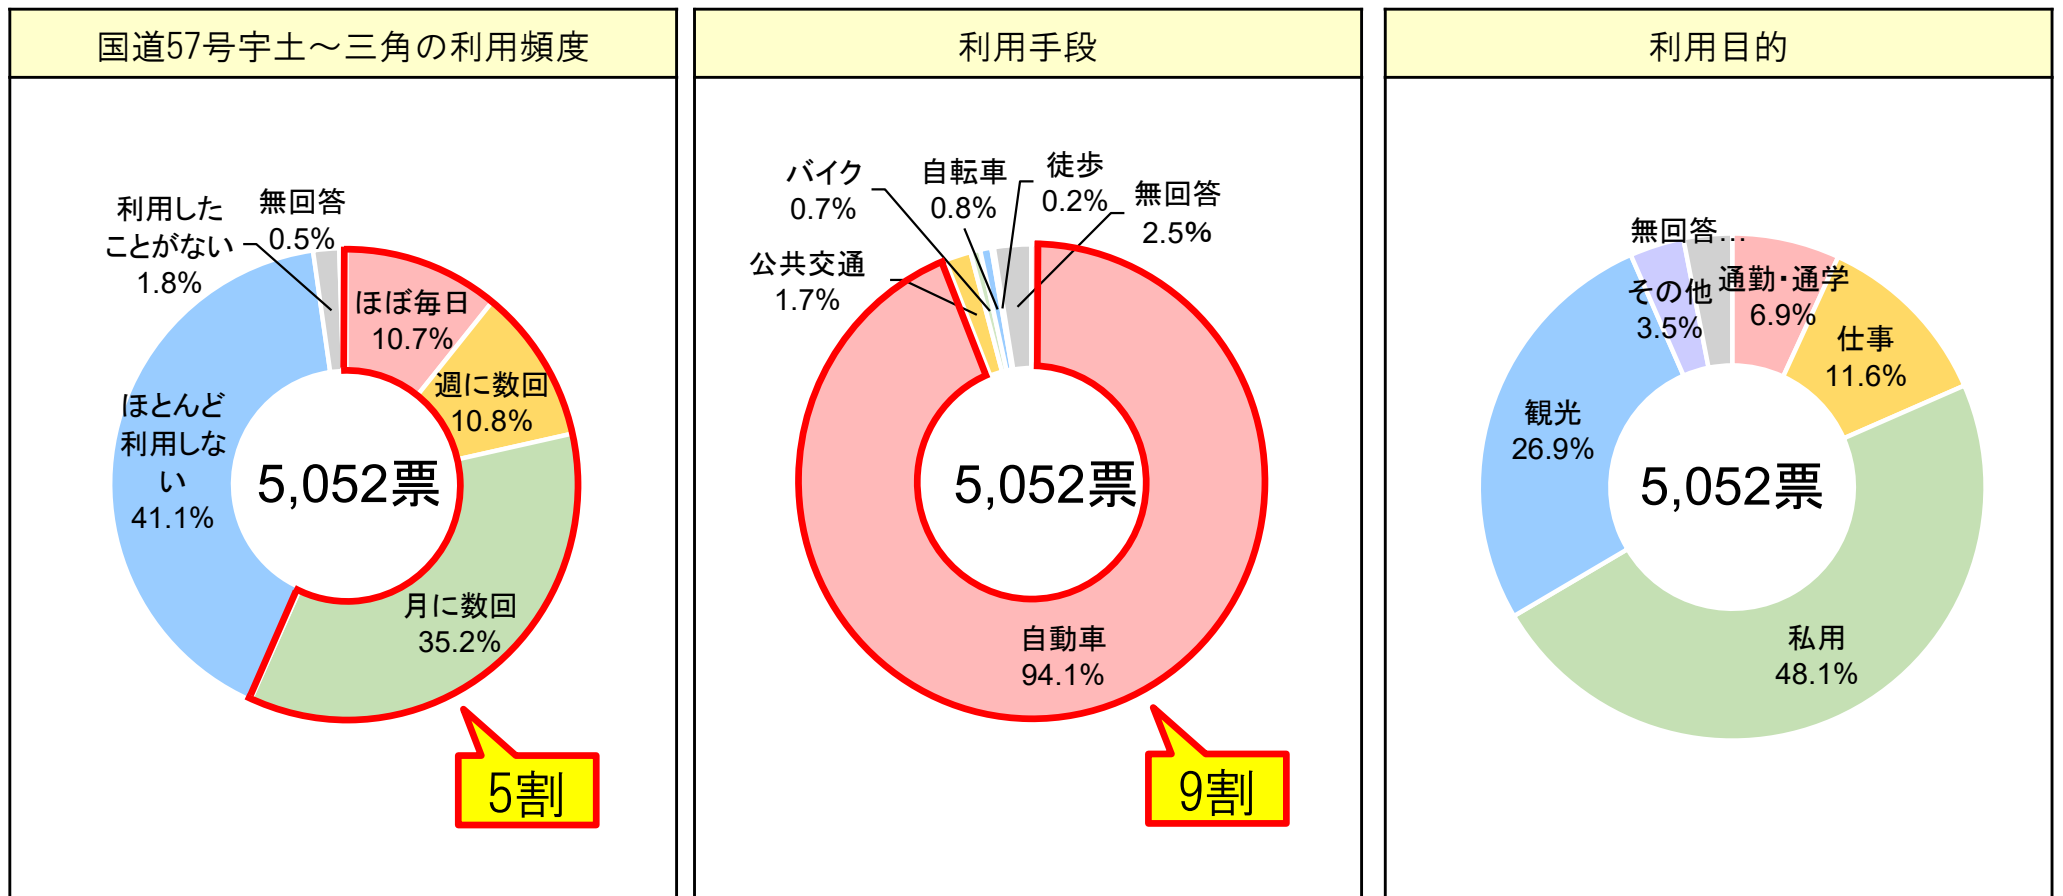 国道57号宇土～三角の利用頻度
利用した
ことがない
1.8%
無回答
0.5%
ほぼ毎日
10.7%
週に数回
10.8%
月に数回
35.2%
ほとんど
利用しな
い
41.1%
5,052票
5割
利用手段
バイク
0.7%
自転車
0.8%
徒歩
0.2%
無回答
2.5%
公共交通
1.7%
自動車
94.1%
5,052票
9割
利用目的
無回答…
通勤・通学
6.9%
仕事
11.6%
その他
3.5%
観光
26.9%
私用
48.1%
5,052票